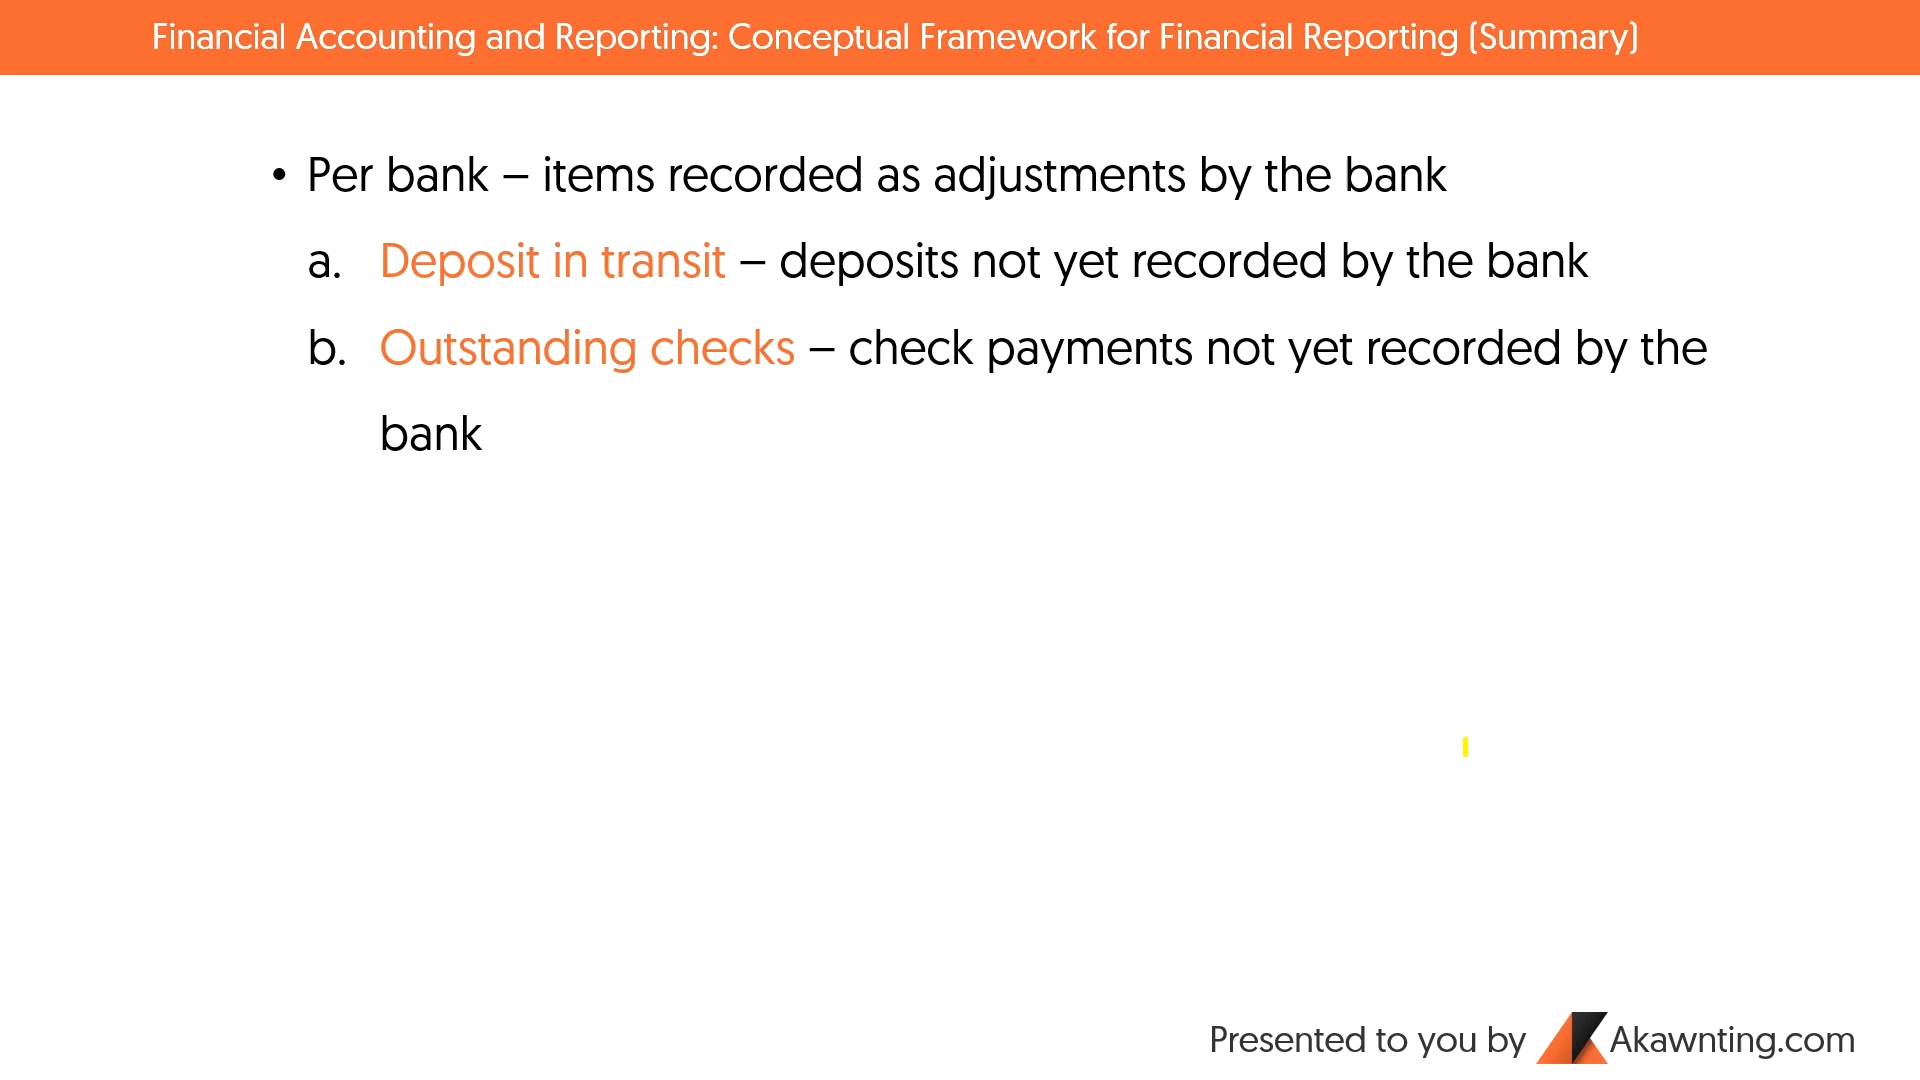 Financial Accounting and Reporting: Conceptual Framework for Financial Reporting (Summary)
• Per bank – items recorded as adjustments by the bank
a. Deposit in transit – deposits not yet recorded by the bank
b. Outstanding checks – check payments not yet recorded by the
bank
Presented to you by Akawnting.com